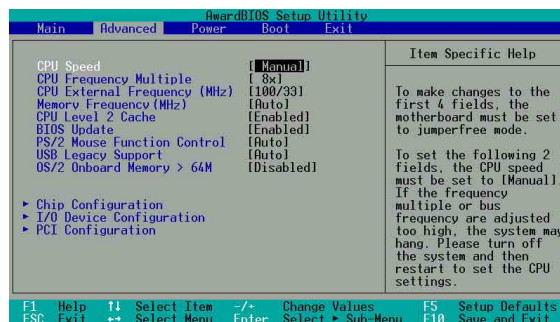 AwardBIOS Setup Utility
Main Advanced Power Boot Exit
CPU Speed [ Manual]
CPU Frequency Multiple [ 8x]
CPU External Frequency (MHz) [100/33]
Memory Frequency(MHz) [Auto]
CPU Level 2 Cache [Enabled]
BIOS Update [Enabled]
PS/2 Mouse Function Control [Auto]
USB Legacy Support [Auto]
OS/2 Onboard Memory > 64M [Disabled]
▶ Chip Configuration
▶ I/O Device Configuration
▶ PCI Configuration
Item Specific Help
To make changes to the
first 4 fields, the
motherboard must be set
to jumperfree mode.
To set the following 2
fields, the CPU speed
must be set to [Manual].
If the frequency
multiple or bus
frequency are adjusted
too high, the system may
hang. Please turn off
the system and then
restart to set the CPU
settings.
F1 Help ↑↓ Select Item -/+ Change Values F5 Setup Defaults
ESC Exit ↔ Select Menu Enter Select ▶ Sub-Menu F10 Save and Exit